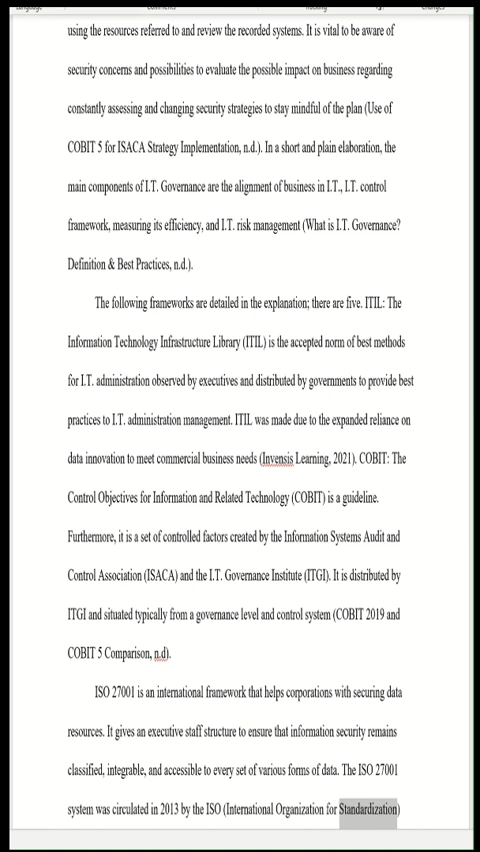 using the resources referred to and review the recorded systems. It is vital to be aware of
security concerns and possibilities to evaluate the possible impact on business regarding
constantly assessing and changing security strategies to stay mindful of the plan (Use of
COBIT 5 for ISACA Strategy Implementation, n.d.). In a short and plain elaboration, the
main components of I.T. Governance are the alignment of business in I.T., I.T. control
framework, measuring its efficiency, and I.T. risk management (What is I.T. Governance?
Definition & Best Practices, n.d.).
The following frameworks are detailed in the explanation; there are five. ITIL: The
Information Technology Infrastructure Library (ITIL) is the accepted norm of best methods
for I.T. administration observed by executives and distributed by governments to provide best
practices to I.T. administration management. ITIL was made due to the expanded reliance on
data innovation to meet commercial business needs (Invensis Learning, 2021). COBIT: The
Control Objectives for Information and Related Technology (COBIT) is a guideline.
Furthermore, it is a set of controlled factors created by the Information Systems Audit and
Control Association (ISACA) and the I.T. Governance Institute (ITGI). It is distributed by
ITGI and situated typically from a governance level and control system (COBIT 2019 and
COBIT 5 Comparison, n.d).
ISO 27001 is an international framework that helps corporations with securing data
resources. It gives an executive staff structure to ensure that information security remains
classified, integrable, and accessible to every set of various forms of data. The ISO 27001
system was circulated in 2013 by the ISO (International Organization for Standardization)